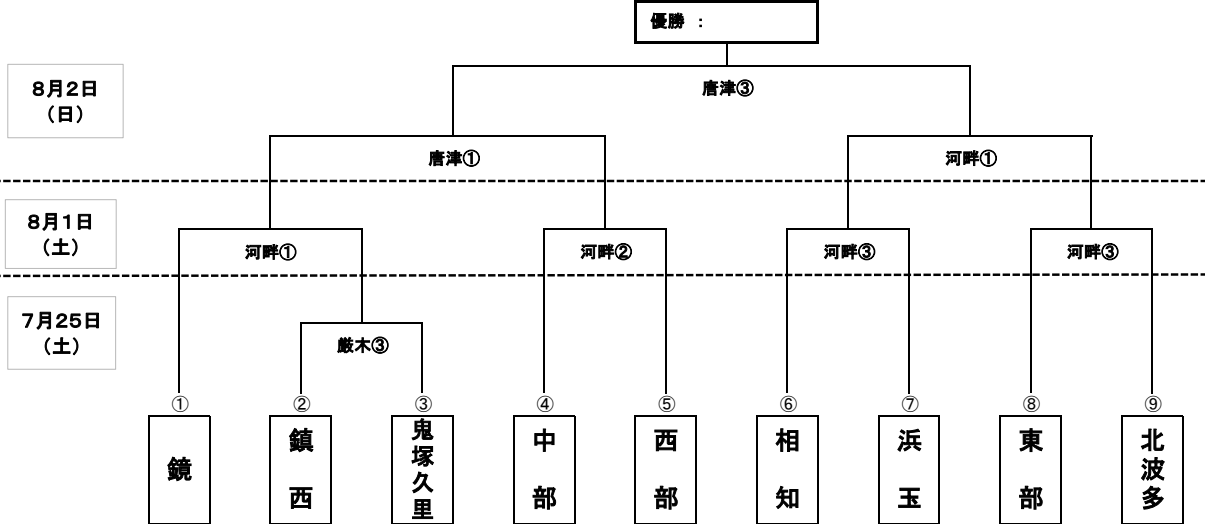 優勝 ：
8月2日
（日）
唐津③
唐津①
河畔①
8月1日
（土）
河畔①
河畔②
河畔③
河畔③
7月25日
（土）
厳木③
①
②
③
④
⑤
⑥
⑦
⑧
⑨
鏡
鎮西
鬼塚久里
中部
西部
相知
浜玉
東部
北波多